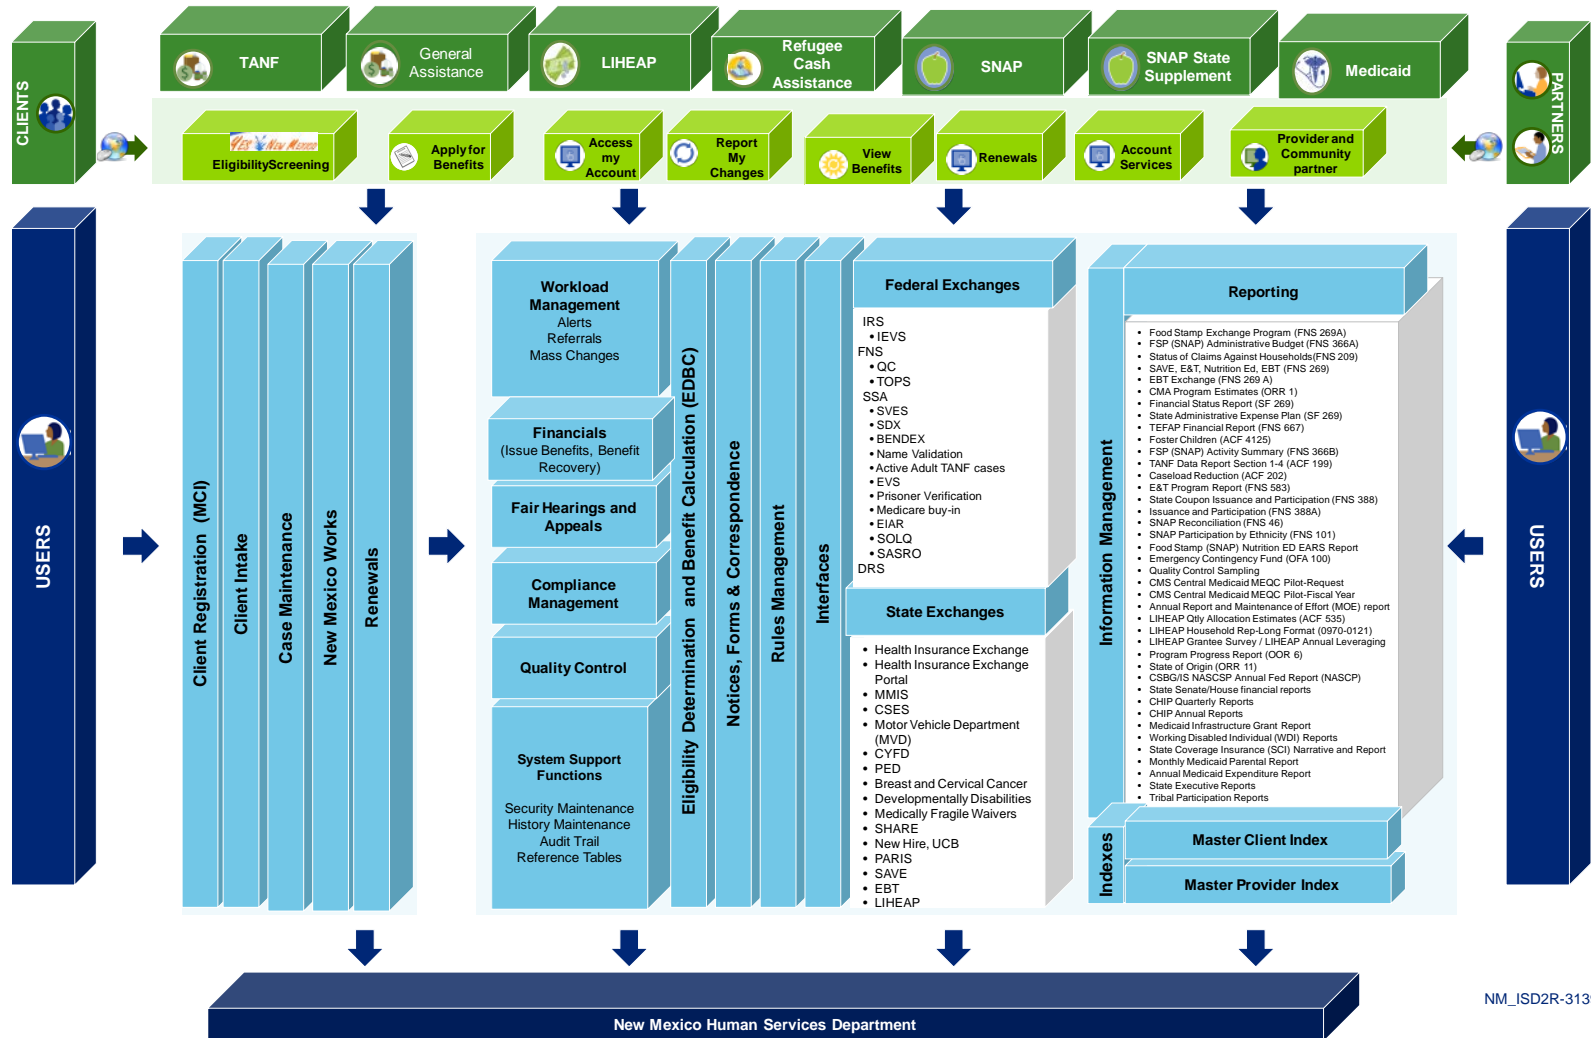 CLIENTS
TANF
General
Assistance
LIHEAP
Refugee
Cash
Assistance
SNAP
SNAP State
Supplement
Medicaid
PARTNERS
YES NEW MEXICO
EligibilityScreening
Apply for
Benefits
Access
my
Account
Report
My
Changes
View
Benefits
Renewals
Account
Services
Provider and
Community
partner
USERS
Client Registration (MCI)
Client Intake
Case Maintenance
New Mexico Works
Renewals
Workload
Management
Alerts
Referrals
Mass Changes
Financials
(Issue Benefits, Benefit
Recovery)
Fair Hearings and
Appeals
Compliance
Management
Quality Control
System Support
Functions
Security Maintenance
History Maintenance
Audit Trail
Reference Tables
Eligibility Determination and Benefit Calculation (EDBC)
Notices, Forms & Correspondence
Rules Management
Interfaces
Federal Exchanges
IRS
• IEVS
FNS
• QC
• TOPS
SSA
• SVES
• SDX
• BENDEX
• Name Validation
• Active Adult TANF cases
• EVS
• Prisoner Verification
• Medicare buy-in
• EIAR
• SOLQ
• SASRO
DRS
State Exchanges
• Health Insurance Exchange
• Health Insurance Exchange
Portal
• MMIS
• CSES
• Motor Vehicle Department
(MVD)
• CYFD
• PED
• Breast and Cervical Cancer
• Developmentally Disabilities
• Medically Fragile Waivers
• SHARE
• New Hire, UCB
• PARIS
• SAVE
• EBT
• LIHEAP
Information Management
Reporting
• Food Stamp Exchange Program (FNS 269A)
• FSP (SNAP) Administrative Budget (FNS 366A)
• Status of Claims Against Households(FNS 209)
• SAVE, E&T, Nutrition Ed, EBT (FNS 269)
• EBT Exchange (FNS 269 A)
• CMA Program Estimates (ORR 1)
• Financial Status Report (SF 269)
• State Administrative Expense Plan (SF 269)
• TEFAP Financial Report (FNS 667)
• Foster Children (ACF 4125)
• FSP (SNAP) Activity Summary (FNS 366B)
• TANF Data Report Section 1-4 (ACF 199)
• Caseload Reduction (ACF 202)
• E&T Program Report (FNS 583)
• State Coupon Issuance and Participation (FNS 388)
• Issuance and Participation (FNS 388A)
• SNAP Reconciliation (FNS 46)
• SNAP Participation by Ethnicity (FNS 101)
• Food Stamp (SNAP) Nutrition ED EARS Report
• Emergency Contingency Fund (OFA 100)
• Quality Control Sampling
• CMS Central Medicaid MEQC Pilot-Request
• CMS Central Medicaid MEQC Pilot-Fiscal Year
• Annual Report and Maintenance of Effort (MOE) report
• LIHEAP Qtly Allocation Estimates (ACF 535)
• LIHEAP Household Rep-Long Format (0970-0121)
• LIHEAP Grantee Survey / LIHEAP Annual Leveraging
• Program Progress Report (OOR 6)
• State of Origin (ORR 11)
• CSBG/IS NASCSP Annual Fed Report (NASCP)
• State Senate/House financial reports
• CHIP Quarterly Reports
• CHIP Annual Reports
• Medicaid Infrastructure Grant Report
• Working Disabled Individual (WDI) Reports
• State Coverage Insurance (SCI) Narrative and Report
• Monthly Medicaid Parental Report
• Annual Medicaid Expenditure Report
• State Executive Reports
• Tribal Participation Reports
Indexes
Master Client Index
Master Provider Index
USERS
New Mexico Human Services Department
NM_ISD2R-313